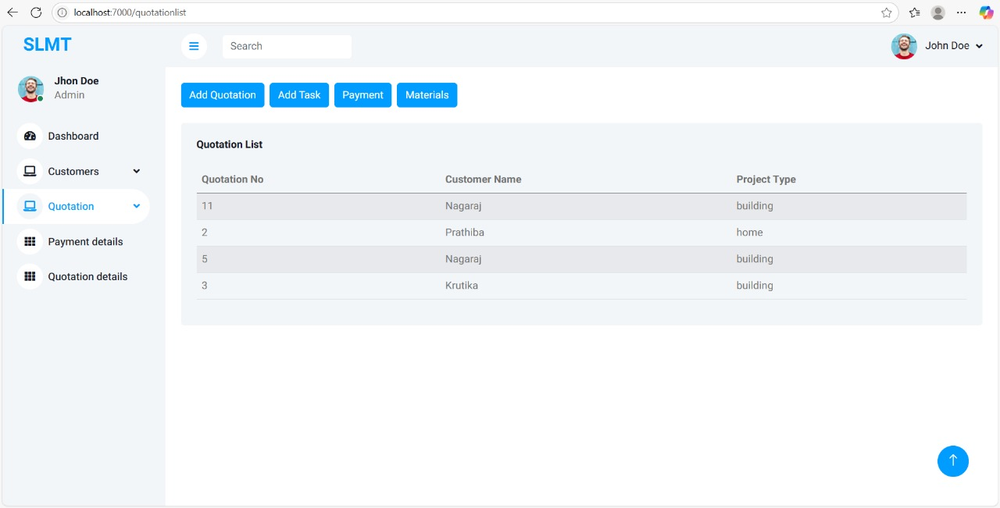 localhost:7000/quotationlist
SLMT
Search
John Doe
Jhon Doe
Admin
Dashboard
Customers
Quotation
Payment details
Quotation details
Add Quotation Add Task Payment Materials
Quotation List
Quotation No Customer Name Project Type
11 Nagaraj building
2 Prathiba home
5 Nagaraj building
3 Krutika building